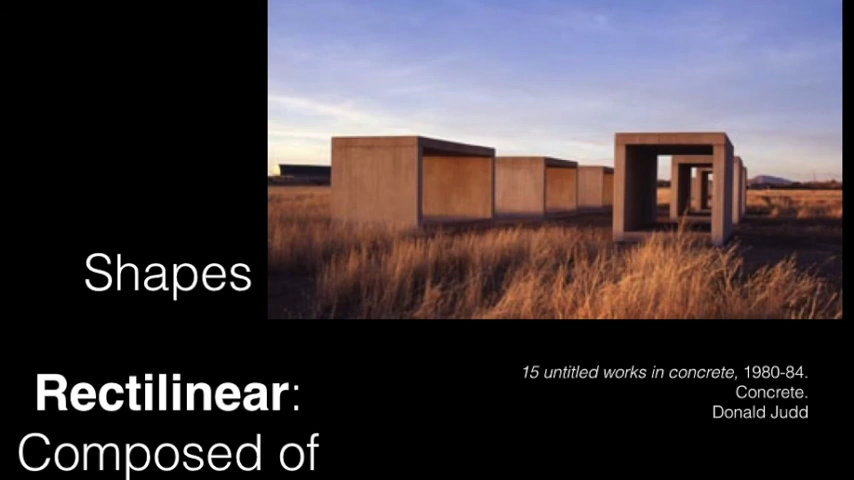 Shapes
Rectilinear:
Composed of
15 untitled works in concrete, 1980-84.
Concrete.
Donald Judd